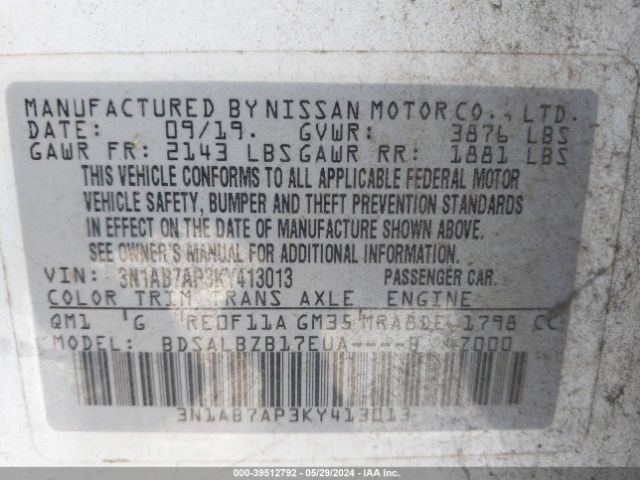 MANUFACTURED BY NISSAN MOTOR CO., LTD.
DATE: 09/19. GVWR: 3876 LBS
GAWR FR: 2143 LBS GAWR RR: 1881 LBS
THIS VEHICLE CONFORMS TO ALL APPLICABLE FEDERAL MOTOR
VEHICLE SAFETY, BUMPER AND THEFT PREVENTION STANDARDS
IN EFFECT ON THE DATE OF MANUFACTURE SHOWN ABOVE.
SEE OWNER'S MANUAL FOR ADDITIONAL INFORMATION.
VIN: 3N1AB7AP3KY413013 PASSENGER CAR.
COLOR TRIM TRANS AXLE ENGINE
QM1 G RE0F11A GM35 MRA8DE 1798 CC
MODEL: BDSALBZB17EUA----B 47000
3N1AB7AP3KY413013
000-39512792 - 05/29/2024 - IAA Inc.